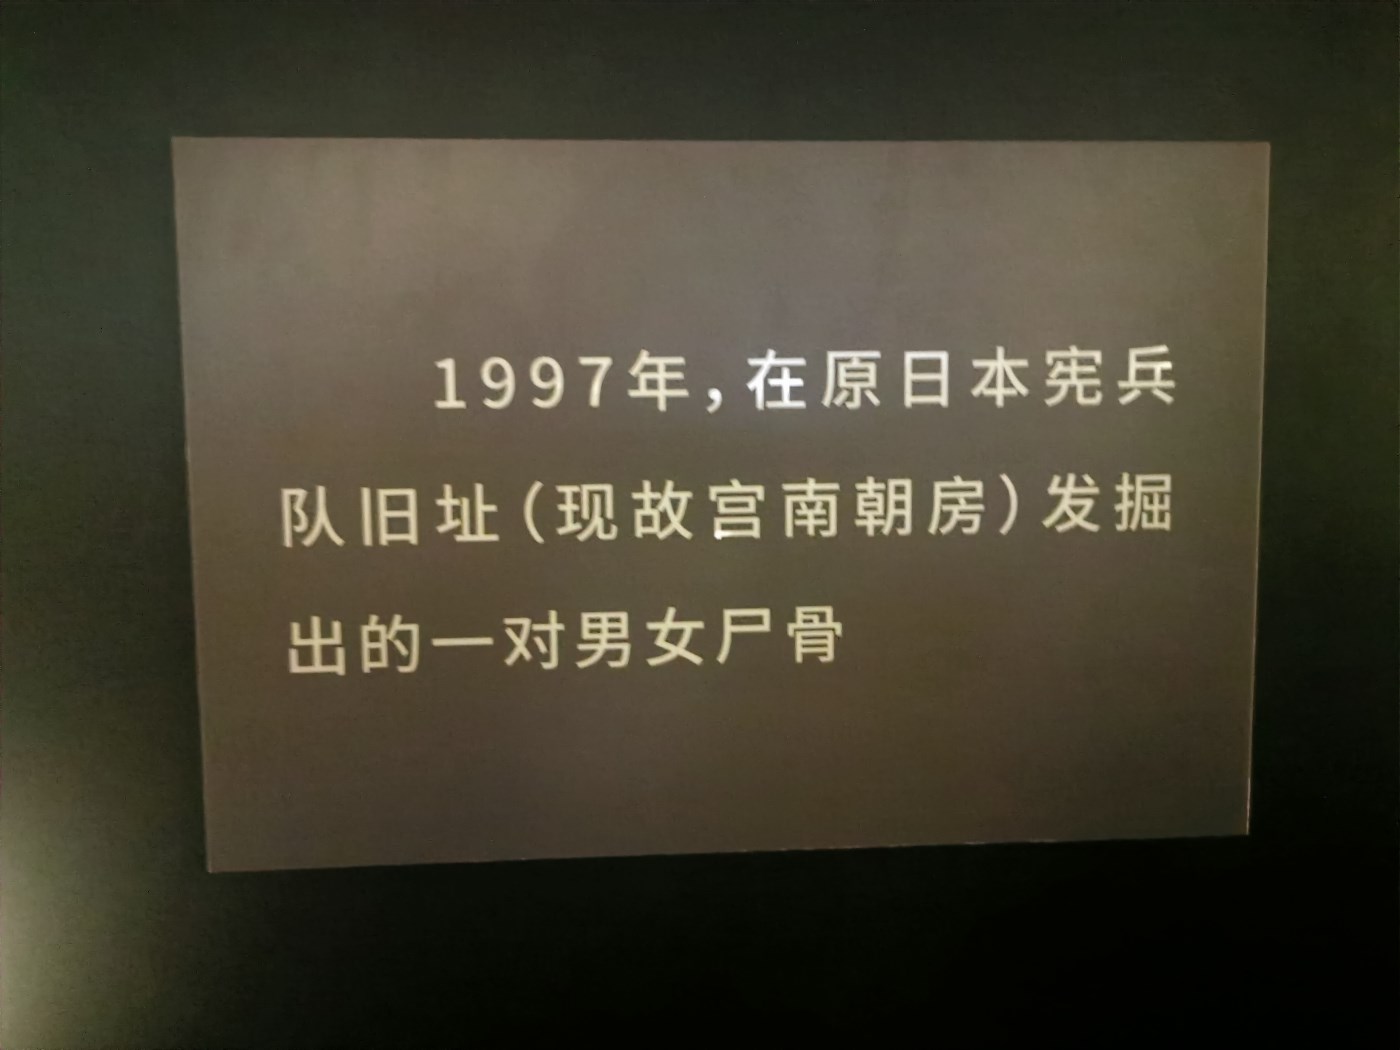 1997年，在原日本宪兵
队旧址（现故宫南朝房）发掘
出的一对男女尸骨